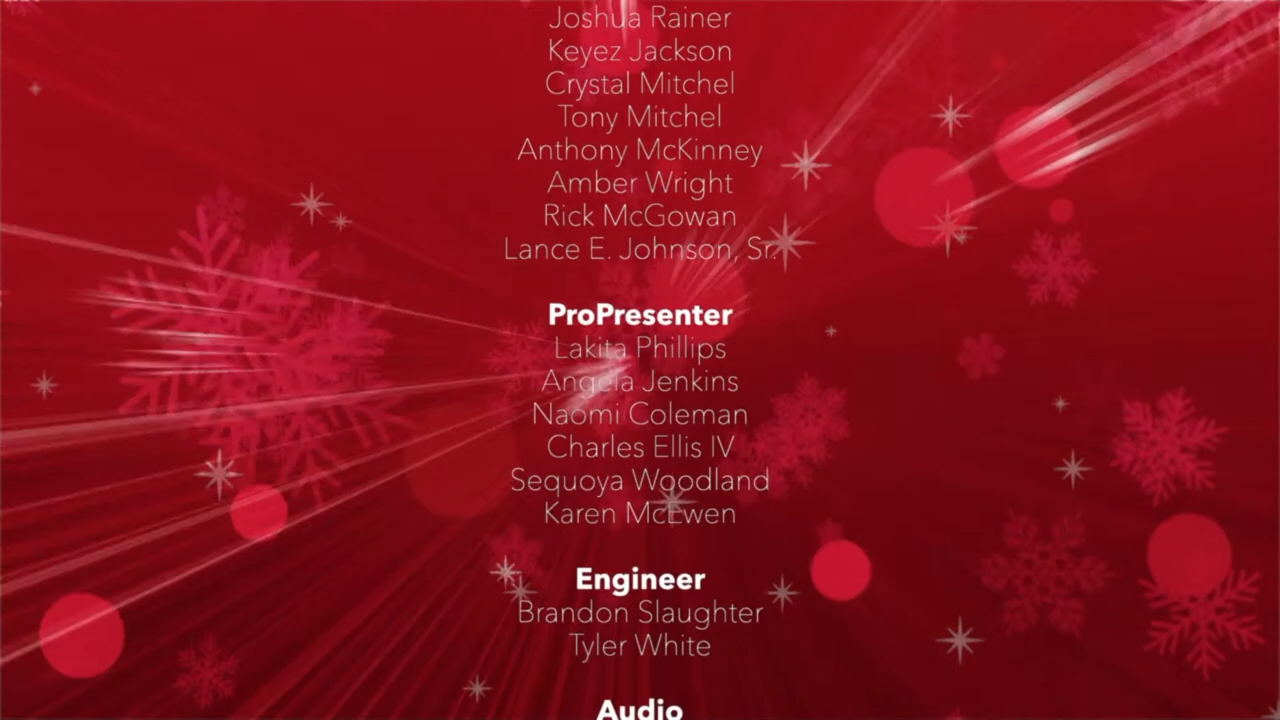 Joshua Rainer
Keyez Jackson
Crystal Mitchel
Tony Mitchel
Anthony McKinney
Amber Wright
Rick McGowan
Lance E. Johnson, Sr.
ProPresenter
Lakita Phillips
Angela Jenkins
Naomi Coleman
Charles Ellis IV
Sequoya Woodland
Karen McEwen
Engineer
Brandon Slaughter
Tyler White
Audio